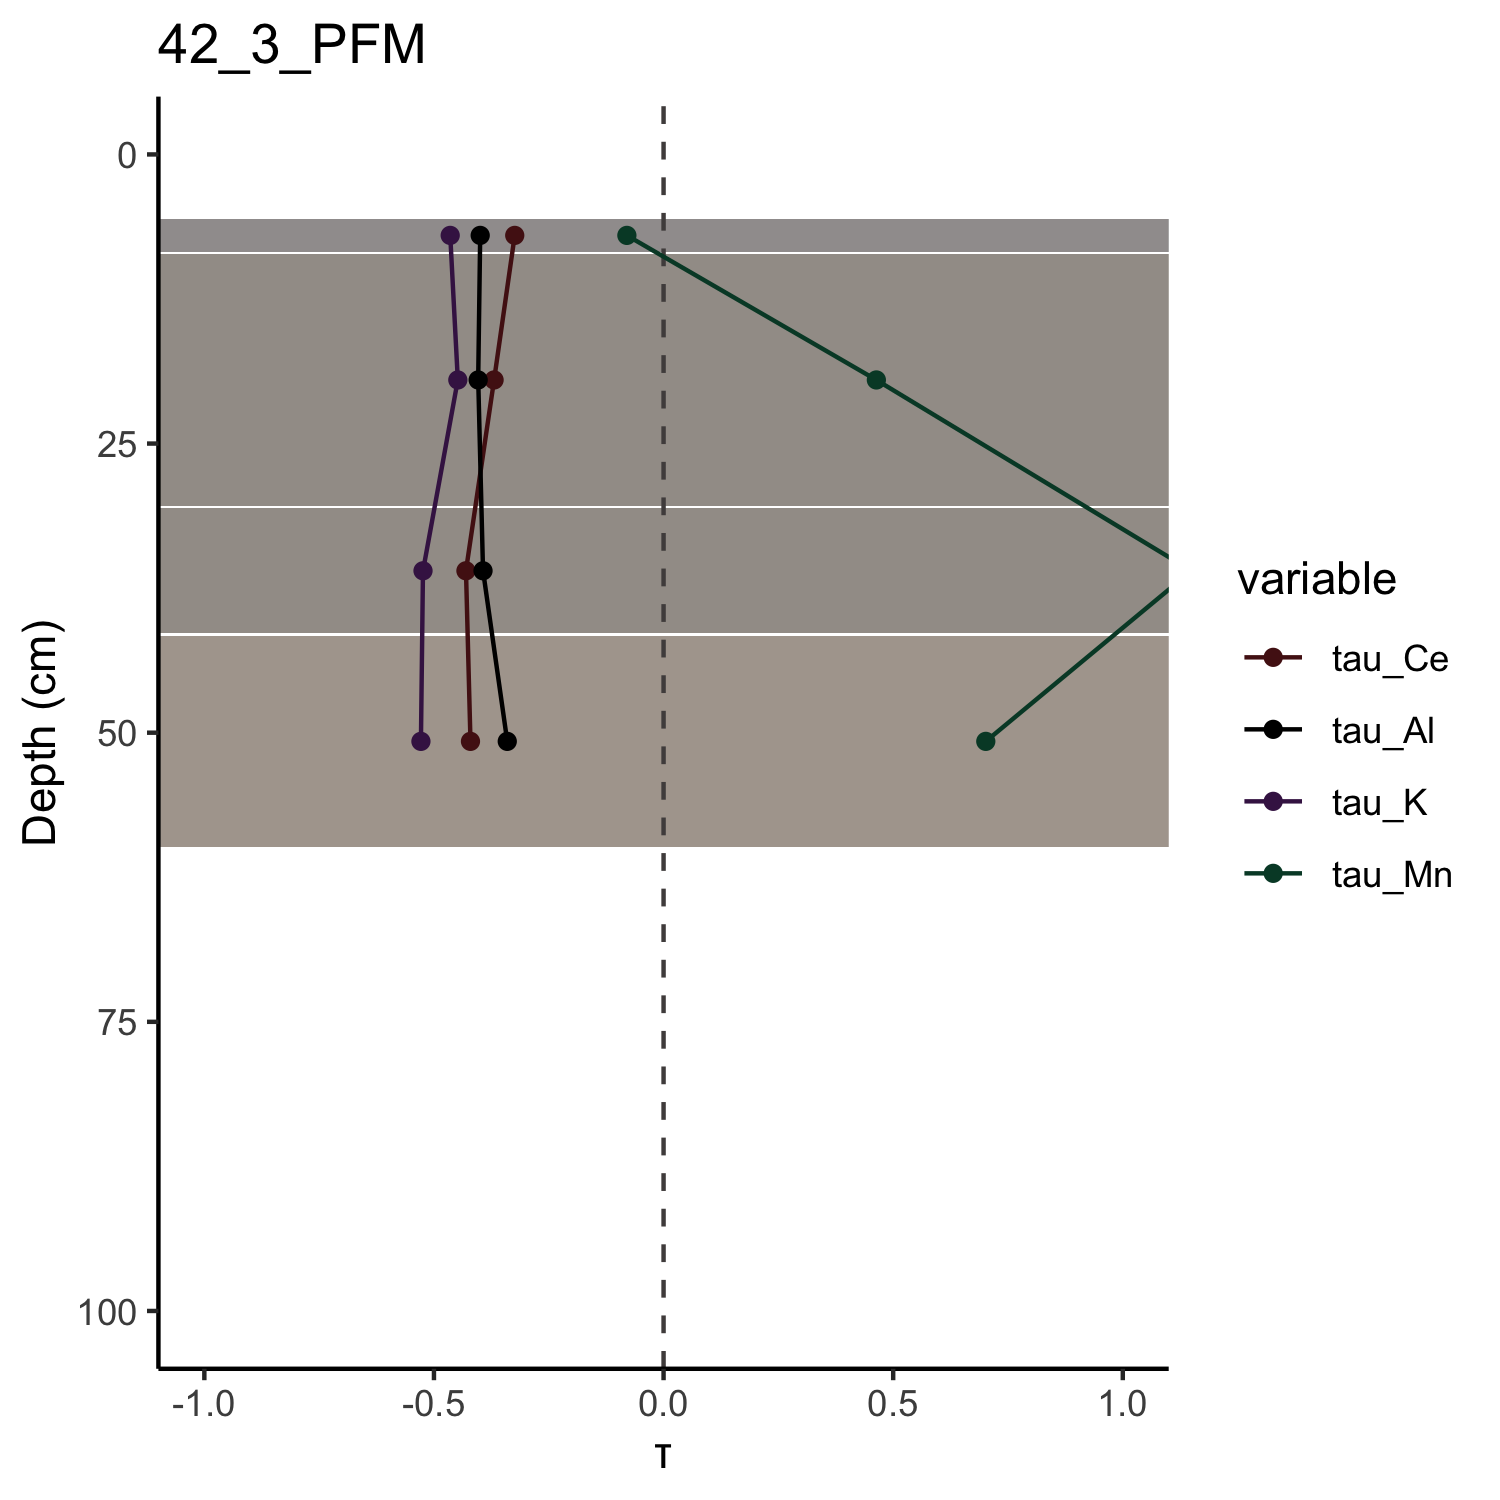 42_3_PFM
Depth (cm)
0
25
50
75
100
-1.0
-0.5
0.0
0.5
1.0
τ
variable
tau_Ce
tau_Al
tau_K
tau_Mn